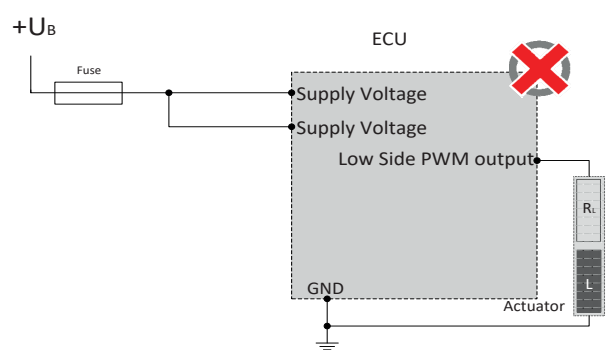 +UB
ECU
Fuse
Supply Voltage
Supply Voltage
Low Side PWM output
RL
L
GND
Actuator